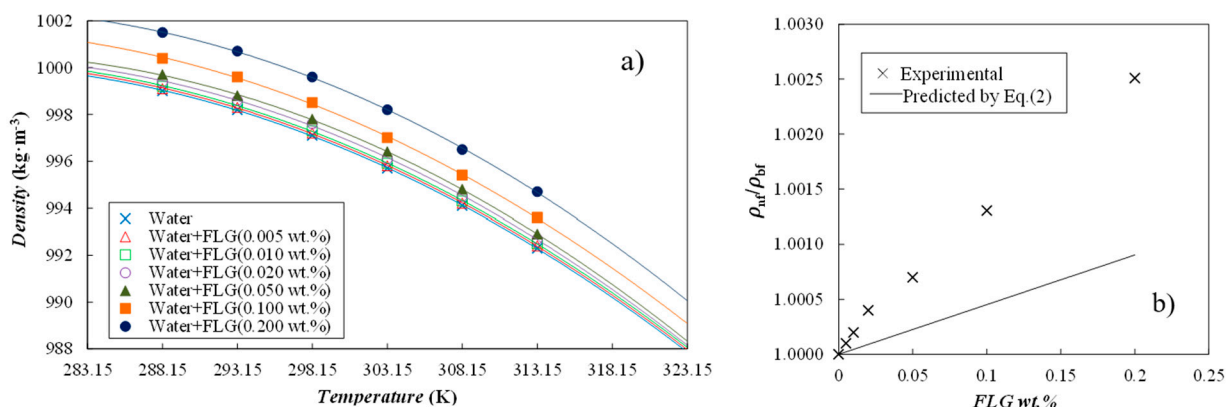 1002
1000
998
996
994
992
990
988
Density (kg·m-3)
a)
Water
Water+FLG(0.005 wt.%)
Water+FLG(0.010 wt.%)
Water+FLG(0.020 wt.%)
Water+FLG(0.050 wt.%)
Water+FLG(0.100 wt.%)
Water+FLG(0.200 wt.%)
283.15 288.15 293.15 298.15 303.15 308.15 313.15 318.15 323.15
Temperature (K)
1.0030
1.0025
1.0020
1.0015
1.0010
1.0005
1.0000
ρnf/ρbf
Experimental
Predicted by Eq.(2)
b)
0 0.05 0.1 0.15 0.2 0.25
FLG wt.%